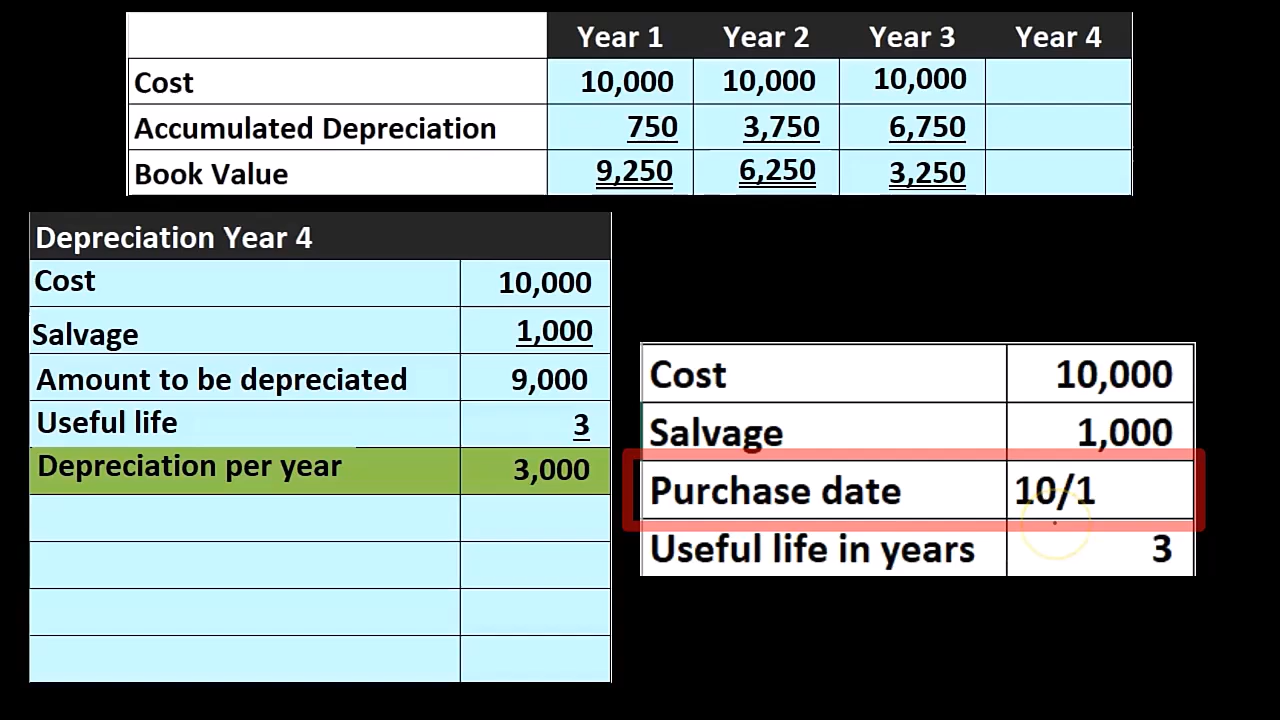 Year 1 Year 2 Year 3 Year 4
Cost 10,000 10,000 10,000
Accumulated Depreciation 750 3,750 6,750
Book Value 9,250 6,250 3,250
Depreciation Year 4
Cost 10,000
Salvage 1,000
Amount to be depreciated 9,000
Useful life 3
Depreciation per year 3,000
Cost 10,000
Salvage 1,000
Purchase date 10/1
Useful life in years 3